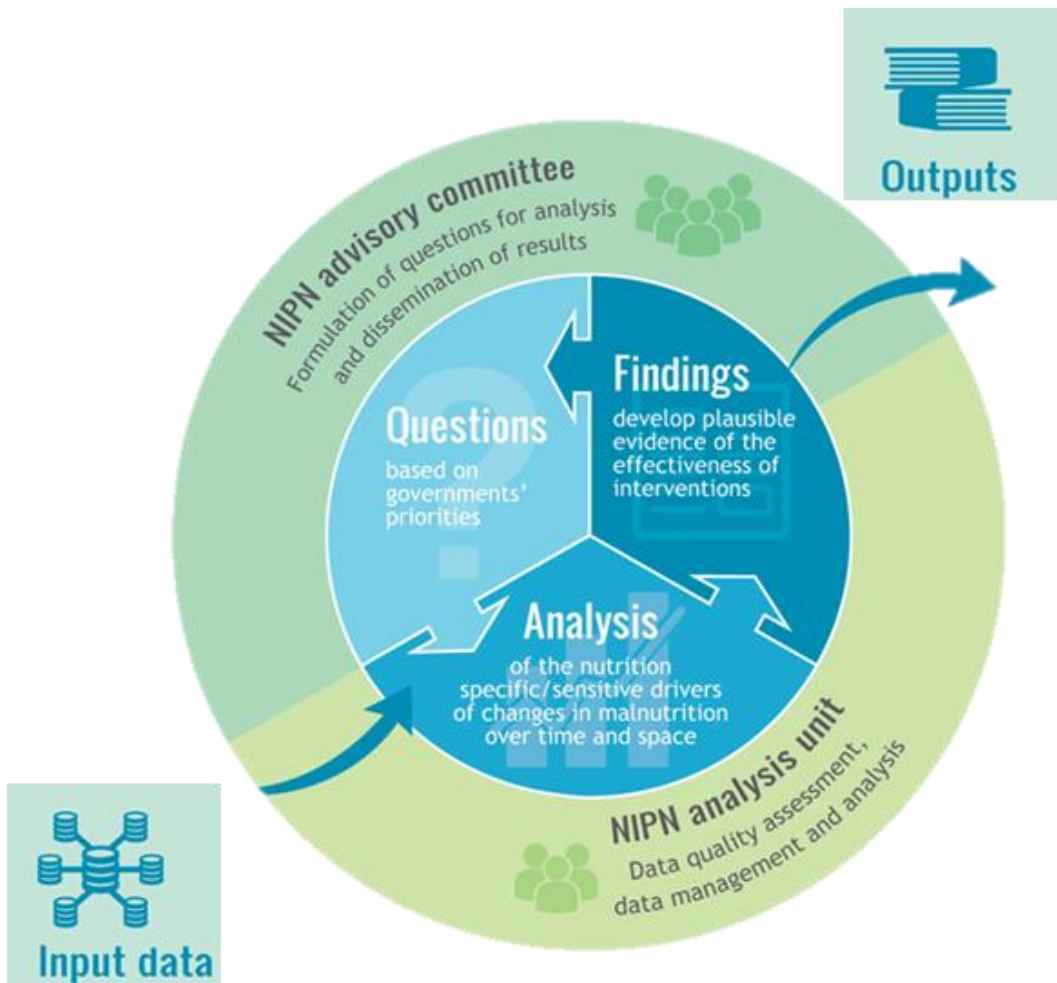 Outputs
NIPN advisory committee
Formulation of questions for analysis
and dissemination of results
Findings
develop plausible
evidence of the
effectiveness of
interventions
Questions
based on
governments’
priorities
Analysis
of the nutrition
specific/sensitive drivers
of changes in malnutrition
over time and space
NIPN analysis unit
Data quality assessment,
data management and analysis
Input data